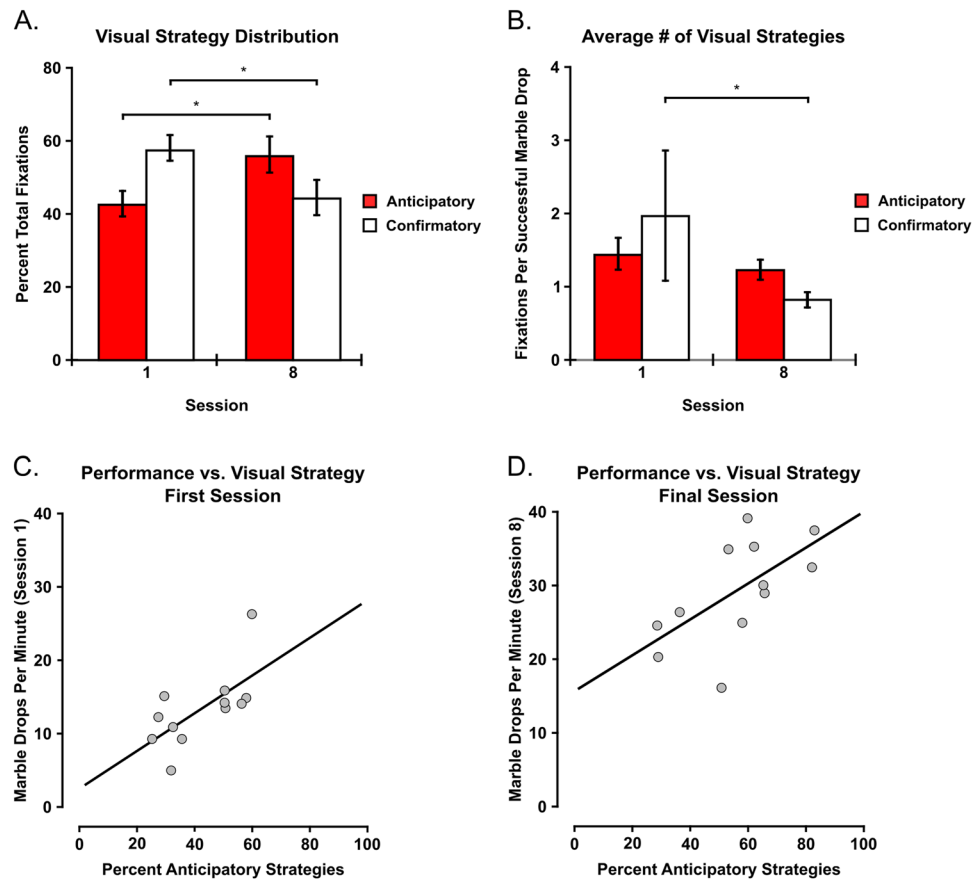 A.
Visual Strategy Distribution
Percent Total Fixations
80
60
40
20
0
*
*
1
8
Session
Anticipatory
Confirmatory
B.
Average # of Visual Strategies
Fixations Per Successful Marble Drop
4
3
2
1
0
*
1
8
Session
Anticipatory
Confirmatory
C.
Performance vs. Visual Strategy
First Session
Marble Drops Per Minute (Session 1)
40
30
20
10
0
0 20 40 60 80 100
Percent Anticipatory Strategies
D.
Performance vs. Visual Strategy
Final Session
Marble Drops Per Minute (Session 8)
40
30
20
10
0
0 20 40 60 80 100
Percent Anticipatory Strategies